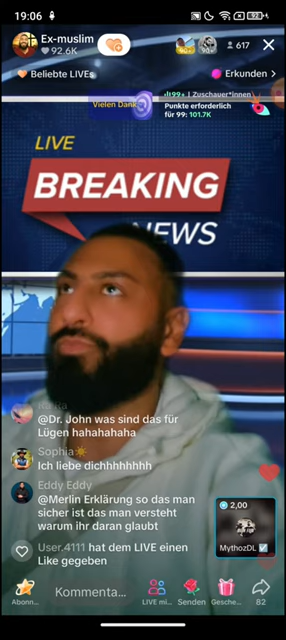 19:06
92
Ex-muslim
92.6K
617
Beliebte LIVEs
Erkunden
Vielen Dank
Punkte erforderlich
für 99: 101.7K
LIVE
BREAKING
NEWS
@Dr. John was sind das für
Lügen hahahahaha
Sophia☀️
Ich liebe dichhhhhhh
Eddy Eddy
@Merlin Erklärung so das man
sicher ist das man versteht
warum ihr daran glaubt
User.4111 hat dem LIVE einen
Like gegeben
2,00
MythozDL
Abonn...
Kommenta...
LIVE mi...
Senden
Gesche...
82